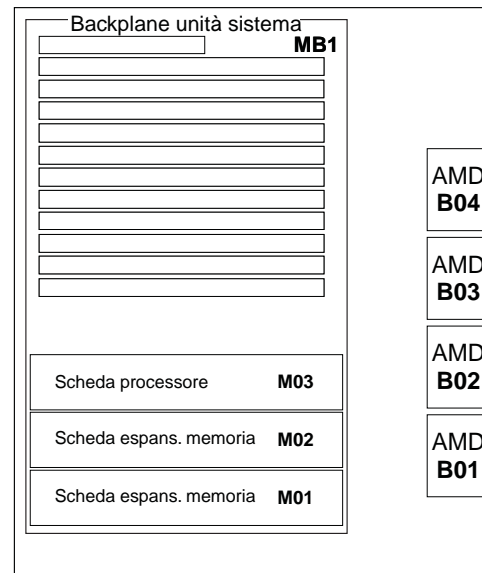 Backplane unità sistema
MB1
Scheda processore M03
Scheda espans. memoria M02
Scheda espans. memoria M01
AMD
B04
AMD
B03
AMD
B02
AMD
B01